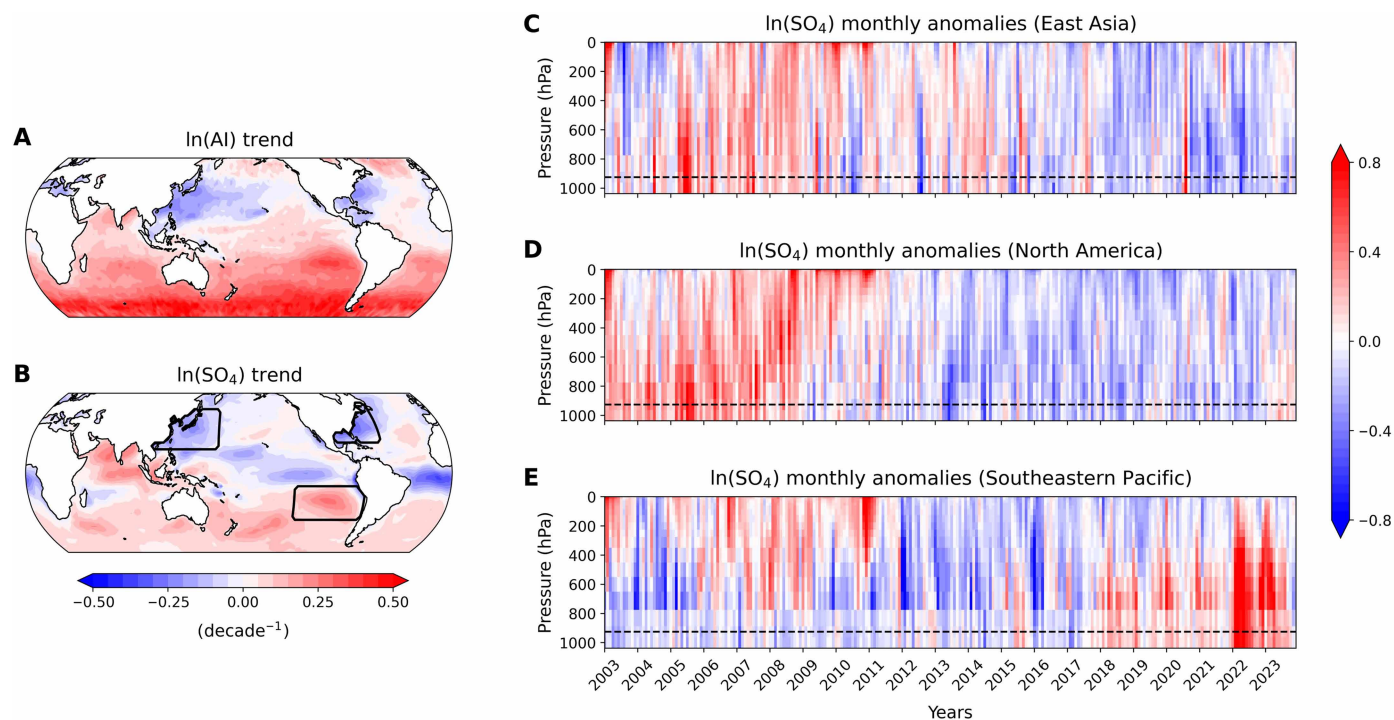 A
ln(AI) trend
B
ln(SO₄) trend
−0.50 −0.25 0.00 0.25 0.50
(decade⁻¹)
C
ln(SO₄) monthly anomalies (East Asia)
Pressure (hPa)
0
200
400
600
800
1000
D
ln(SO₄) monthly anomalies (North America)
Pressure (hPa)
0
200
400
600
800
1000
E
ln(SO₄) monthly anomalies (Southeastern Pacific)
Pressure (hPa)
0
200
400
600
800
1000
2003 2004 2005 2006 2007 2008 2009 2010 2011 2012 2013 2014 2015 2016 2017 2018 2019 2020 2021 2022 2023
Years
0.8
0.4
0.0
−0.4
−0.8